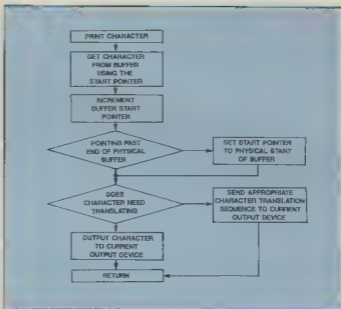 PRINT CHARACTER
GET CHARACTER
FROM BUFFER
USING THE
START POINTER
INCREMENT
BUFFER START
POINTER
POINTING PAST
END OF PHYSICAL
BUFFER
SET START POINTER
TO PHYSICAL START
OF BUFFER
DOES
CHARACTER NEED
TRANSLATING
SEND APPROPRIATE
CHARACTER TRANSLATION
SEQUENCE TO CURRENT
OUTPUT DEVICE
OUTPUT CHARACTER
TO CURRENT
OUTPUT DEVICE
RETURN